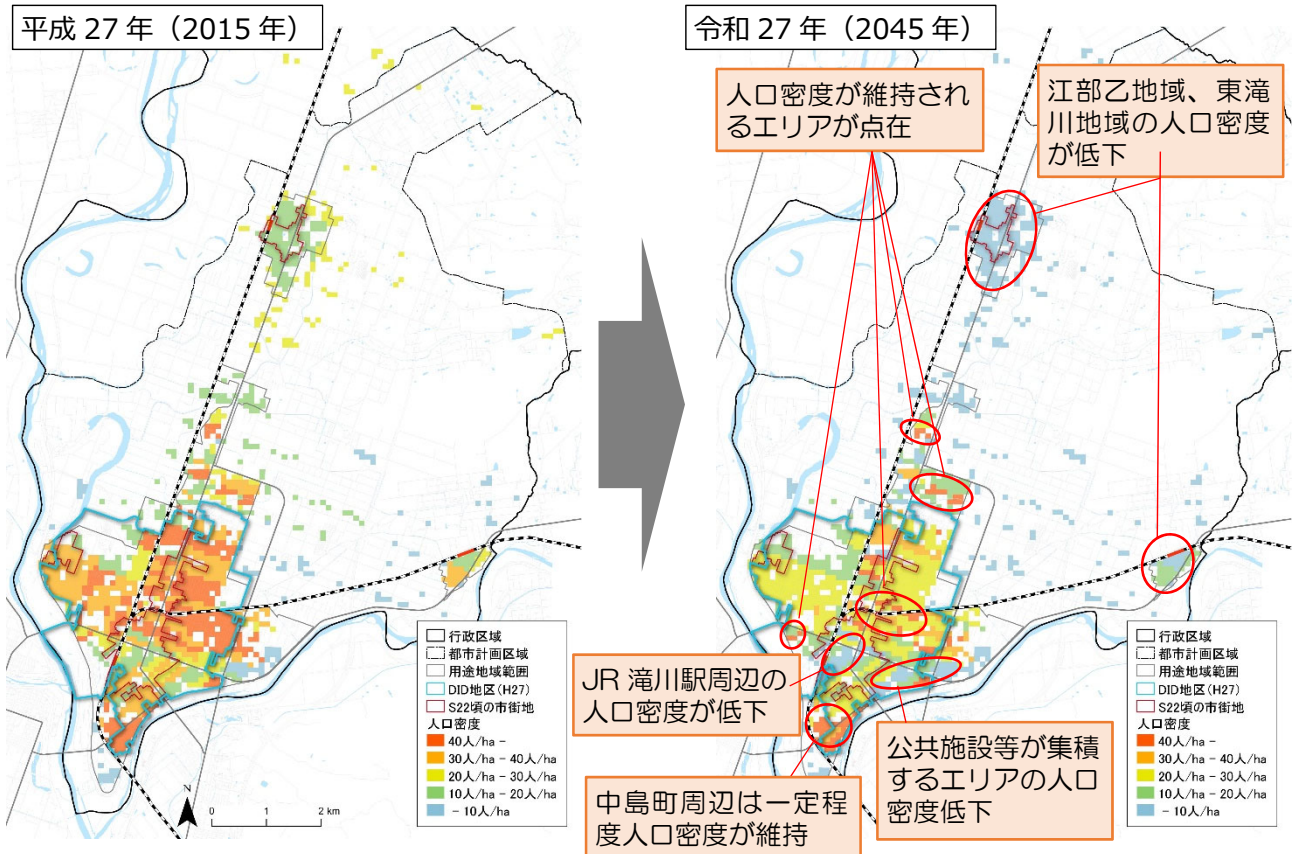 平成 27 年（2015 年）
令和 27 年（2045 年）
人口密度が維持され
るエリアが点在
江部乙地域、東滝
川地域の人口密度
が低下
JR 滝川駅周辺の
人口密度が低下
中島町周辺は一定程
度人口密度が維持
公共施設等が集積
するエリアの人口
密度低下
行政区域
都市計画区域
用途地域範囲
DID地区(H27)
S22頃の市街地
人口密度
40人/ha -
30人/ha - 40人/ha
20人/ha - 30人/ha
10人/ha - 20人/ha
- 10人/ha
N
0 1 2 km
行政区域
都市計画区域
用途地域範囲
DID地区(H27)
S22頃の市街地
人口密度
40人/ha -
30人/ha - 40人/ha
20人/ha - 30人/ha
10人/ha - 20人/ha
- 10人/ha